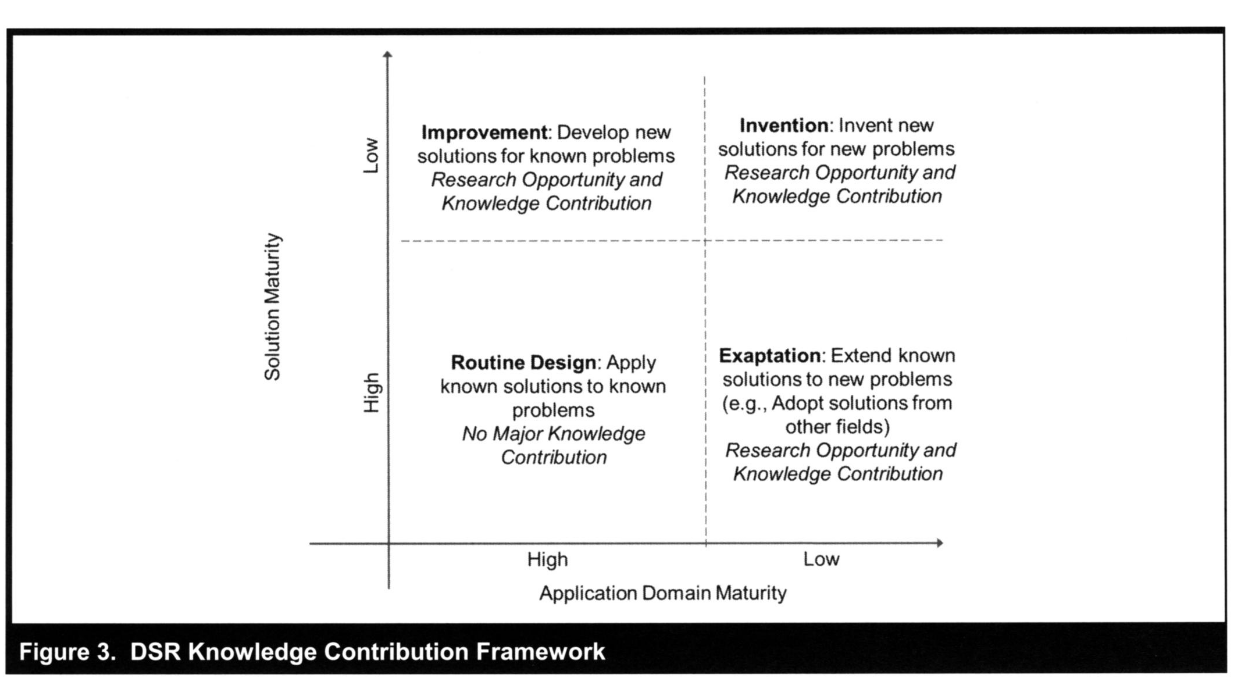 Improvement: Develop new
solutions for known problems
Research Opportunity and
Knowledge Contribution
Invention: Invent new
solutions for new problems
Research Opportunity and
Knowledge Contribution
Low
Solution Maturity
High
Routine Design: Apply
known solutions to known
problems
No Major Knowledge
Contribution
Exaptation: Extend known
solutions to new problems
(e.g., Adopt solutions from
other fields)
Research Opportunity and
Knowledge Contribution
High
Low
Application Domain Maturity
Figure 3. DSR Knowledge Contribution Framework